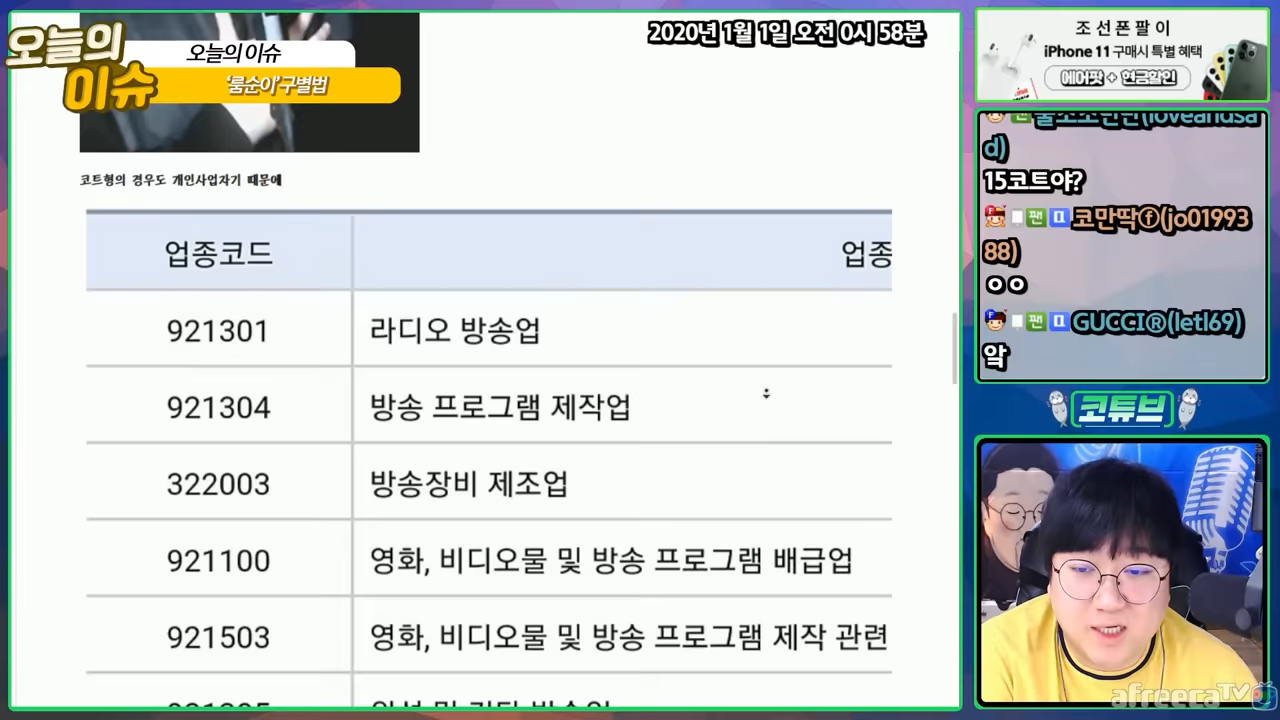 오늘의
이슈
오늘의 이슈
'룸순이' 구별법
2020년 1월 1일 오전 0시 58분
코트형의 경우도 개인사업자기 때문에
업종코드
업종
921301
라디오 방송업
921304
방송 프로그램 제작업
322003
방송장비 제조업
921100
영화, 비디오물 및 방송 프로그램 배급업
921503
영화, 비디오물 및 방송 프로그램 제작 관련
조선폰팔이
iPhone 11 구매시 특별 혜택
에어팟 + 현금할인
d)
15코트야?
팬
코만딱ⓕ(jo01993
88)
ㅇㅇ
팬
GUCCI®(letl69)
앜
코튜브
afreecaTV